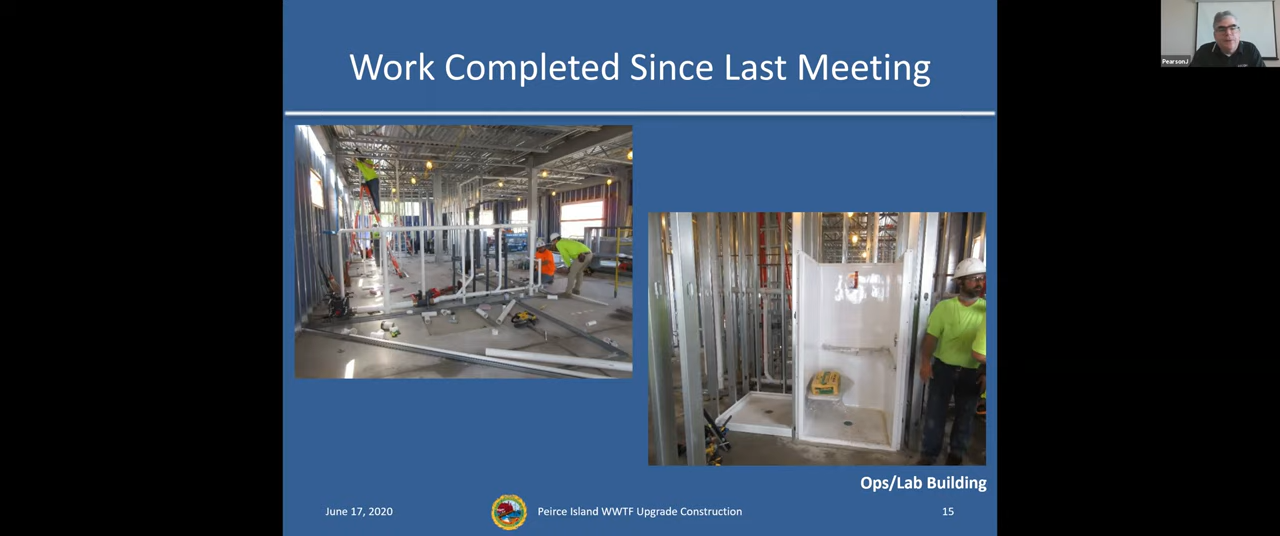 Work Completed Since Last Meeting
PearsonJ
Ops/Lab Building
June 17, 2020
Peirce Island WWTF Upgrade Construction
15